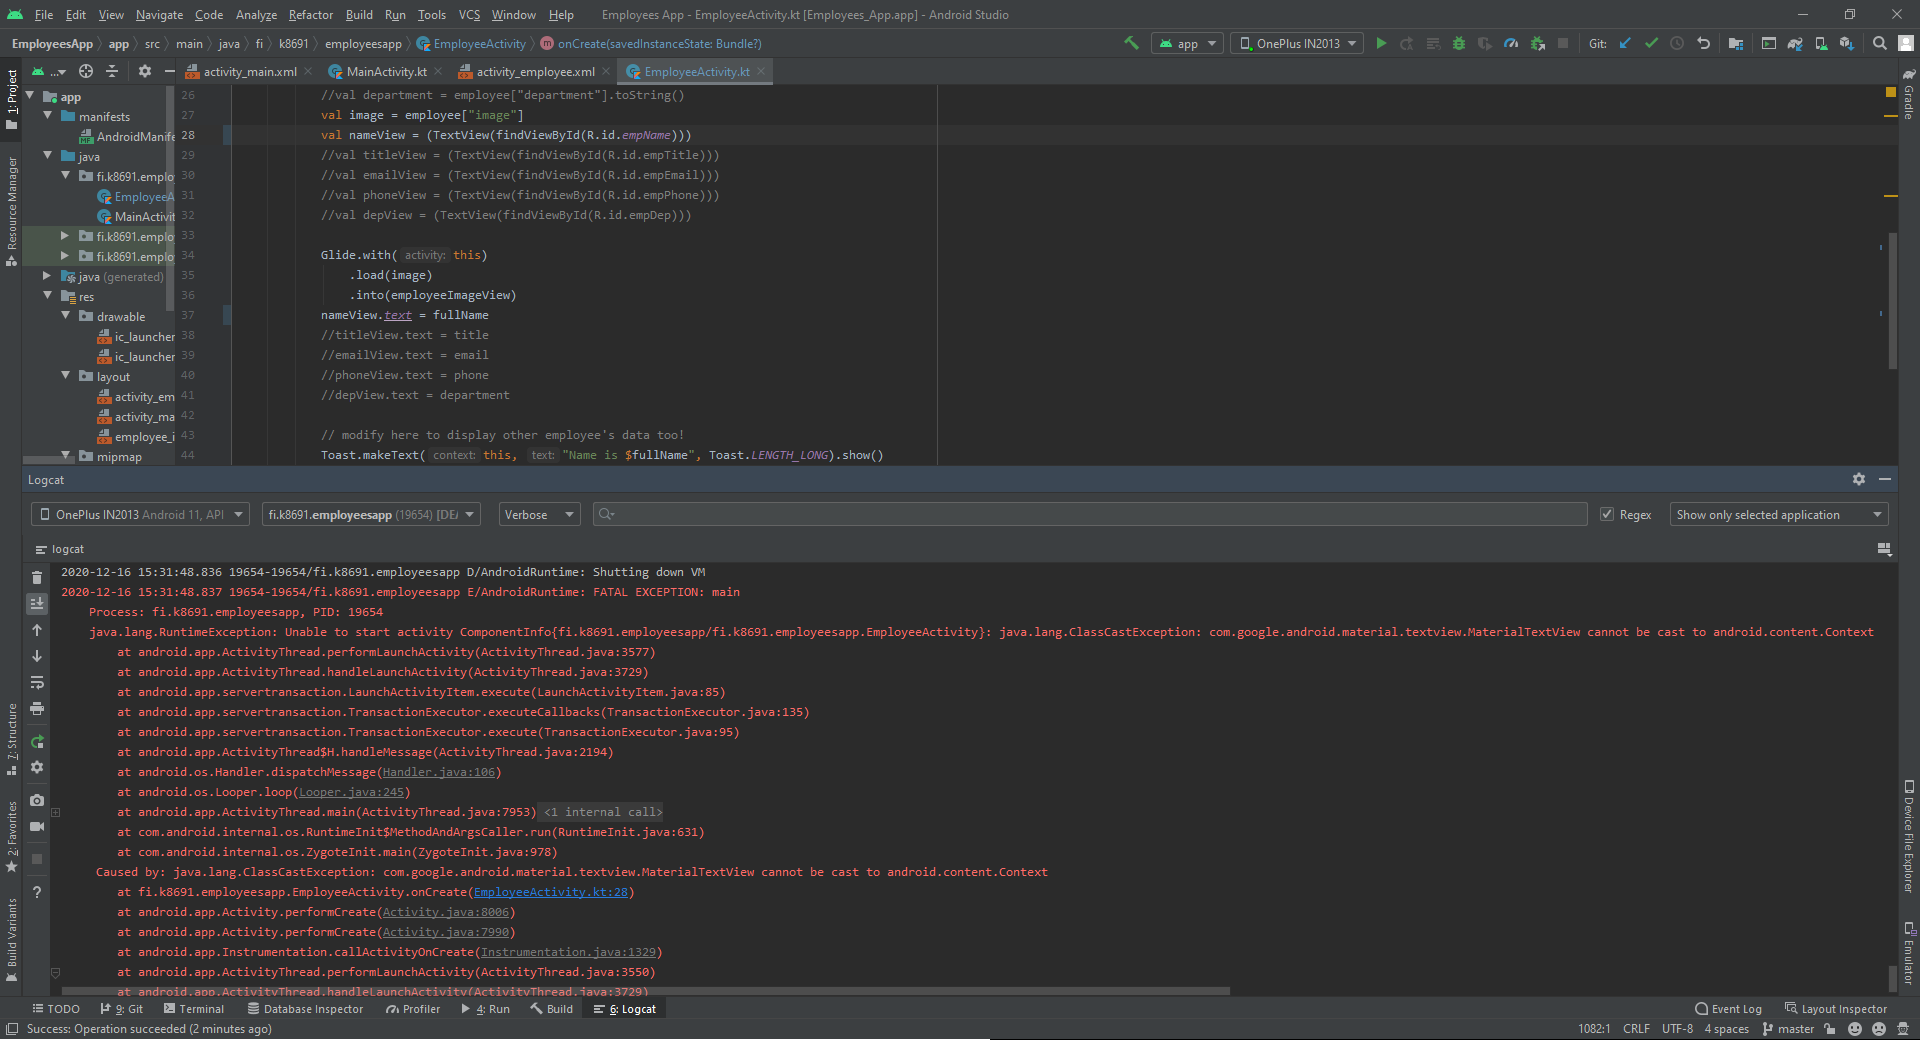 File Edit View Navigate Code Analyze Refactor Build Run Tools VCS Window Help Employees App - EmployeeActivity.kt [Employees_App.app] - Android Studio
EmployeesApp app src main java fi k8691 employeesapp EmployeeActivity onCreate(savedInstanceState: Bundle?) app OnePlus IN2013 Git:
... activity_main.xml MainActivity.kt activity_employee.xml EmployeeActivity.kt
1: Project
Resource Manager
7: Structure
2: Favorites
Build Variants
app
manifests
AndroidManife
java
fi.k8691.emplo
EmployeeA
MainActivit
fi.k8691.emplo
fi.k8691.emplo
java (generated)
res
drawable
ic_launcher
ic_launcher
layout
activity_em
activity_ma
employee_i
mipmap
26 //val department = employee["department"].toString()
27 val image = employee["image"]
28 val nameView = (TextView(findViewById(R.id.empName)))
29 //val titleView = (TextView(findViewById(R.id.empTitle)))
30 //val emailView = (TextView(findViewById(R.id.empEmail)))
31 //val phoneView = (TextView(findViewById(R.id.empPhone)))
32 //val depView = (TextView(findViewById(R.id.empDep)))
33
34 Glide.with( activity: this)
35 .load(image)
36 .into(employeeImageView)
37 nameView.text = fullName
38 //titleView.text = title
39 //emailView.text = email
40 //phoneView.text = phone
41 //depView.text = department
42
43 // modify here to display other employee's data too!
44 Toast.makeText( context: this, text: "Name is $fullName", Toast.LENGTH_LONG).show()
Gradle
Device File Explorer
Emulator
Logcat
OnePlus IN2013 Android 11, API fi.k8691.employeesapp (19654) [DEA Verbose Regex Show only selected application
logcat
2020-12-16 15:31:48.836 19654-19654/fi.k8691.employeesapp D/AndroidRuntime: Shutting down VM
2020-12-16 15:31:48.837 19654-19654/fi.k8691.employeesapp E/AndroidRuntime: FATAL EXCEPTION: main
Process: fi.k8691.employeesapp, PID: 19654
java.lang.RuntimeException: Unable to start activity ComponentInfo{fi.k8691.employeesapp/fi.k8691.employeesapp.EmployeeActivity}: java.lang.ClassCastException: com.google.android.material.textview.MaterialTextView cannot be cast to android.content.Context
at android.app.ActivityThread.performLaunchActivity(ActivityThread.java:3577)
at android.app.ActivityThread.handleLaunchActivity(ActivityThread.java:3729)
at android.app.servertransaction.LaunchActivityItem.execute(LaunchActivityItem.java:85)
at android.app.servertransaction.TransactionExecutor.executeCallbacks(TransactionExecutor.java:135)
at android.app.servertransaction.TransactionExecutor.execute(TransactionExecutor.java:95)
at android.app.ActivityThread$H.handleMessage(ActivityThread.java:2194)
at android.os.Handler.dispatchMessage(Handler.java:106)
at android.os.Looper.loop(Looper.java:245)
at android.app.ActivityThread.main(ActivityThread.java:7953) <1 internal call>
at com.android.internal.os.RuntimeInit$MethodAndArgsCaller.run(RuntimeInit.java:631)
at com.android.internal.os.ZygoteInit.main(ZygoteInit.java:978)
Caused by: java.lang.ClassCastException: com.google.android.material.textview.MaterialTextView cannot be cast to android.content.Context
at fi.k8691.employeesapp.EmployeeActivity.onCreate(EmployeeActivity.kt:28)
at android.app.Activity.performCreate(Activity.java:8006)
at android.app.Activity.performCreate(Activity.java:7990)
at android.app.Instrumentation.callActivityOnCreate(Instrumentation.java:1329)
at android.app.ActivityThread.performLaunchActivity(ActivityThread.java:3550)
at android.app.ActivityThread.handleLaunchActivity(ActivityThread.java:3729)
TODO 9: Git Terminal Database Inspector Profiler 4: Run Build 6: Logcat Event Log Layout Inspector
Success: Operation succeeded (2 minutes ago) 1082:1 CRLF UTF-8 4 spaces master